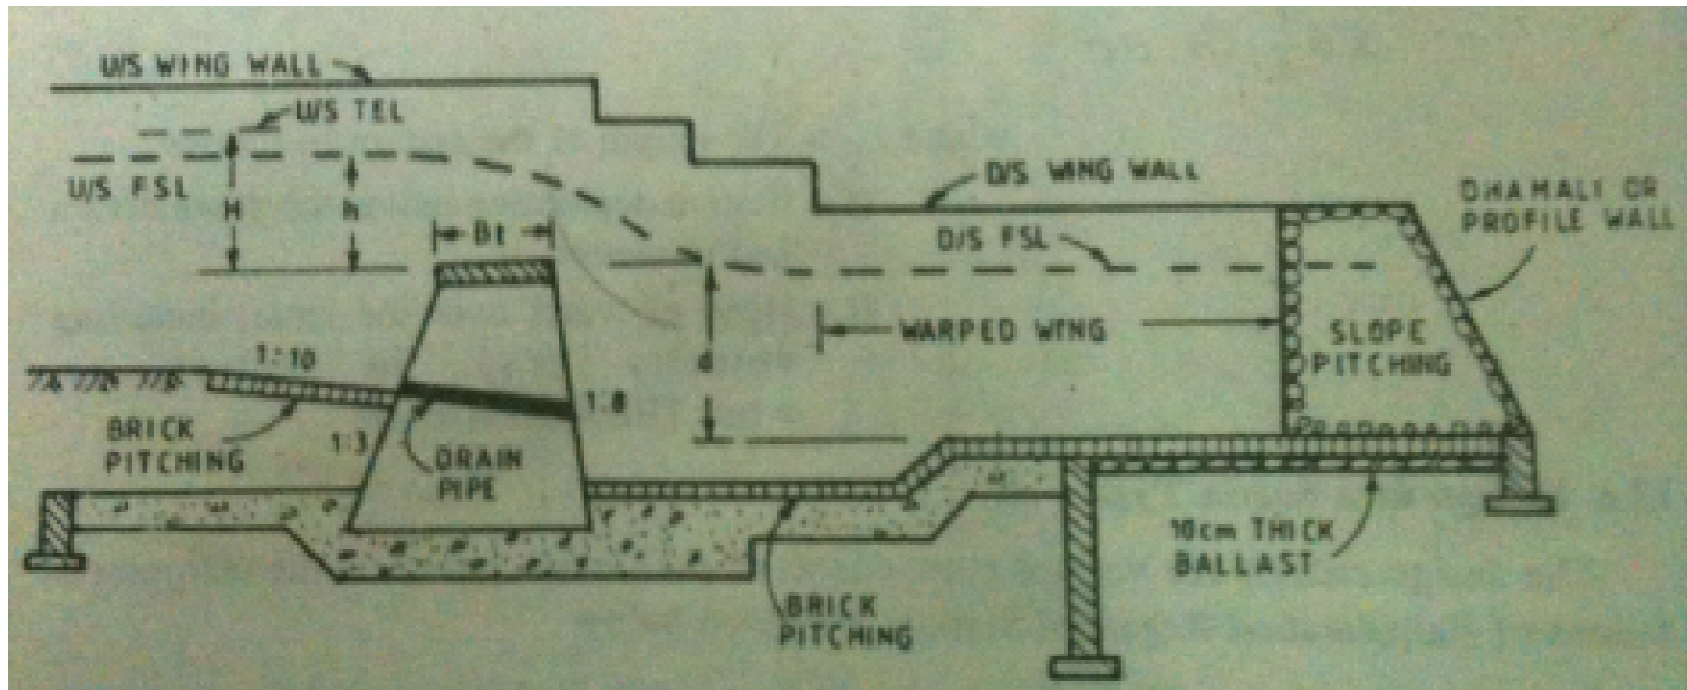 U/S WING WALL
U/S TEL
U/S FSL
H
h
Bt
D/S WING WALL
D/S FSL
DHAMALI OR
PROFILE WALL
WARPED WING
SLOPE
PITCHING
d
1:10
1:8
1:3
BRICK
PITCHING
DRAIN
PIPE
10cm THICK
BALLAST
BRICK
PITCHING